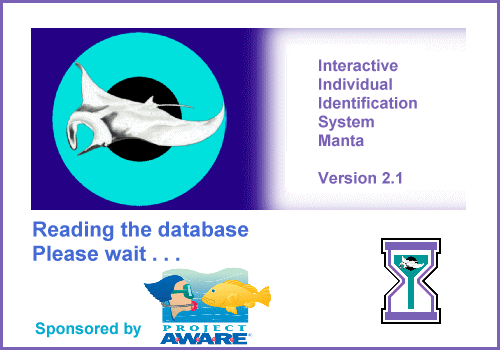 Interactive
Individual
Identification
System
Manta
Version 2.1
Reading the database
Please wait . . .
Sponsored by
PROJECT
AWARE®